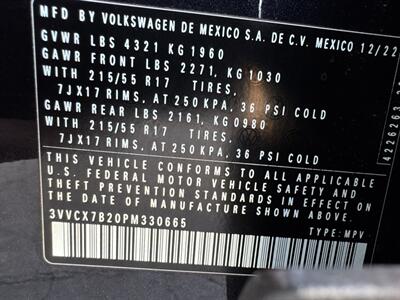 MFD BY VOLKSWAGEN DE MEXICO S.A. DE C.V. MEXICO 12/22
GVWR LBS 4321 KG 1960
GAWR FRONT LBS 2271, KG 1030
WITH 215/55 R17 TIRES,
7JX17 RIMS, AT 250 KPA, 36 PSI COLD
GAWR REAR LBS 2161, KG 0980
WITH 215/55 R17 TIRES,
7JX17 RIMS, AT 250 KPA, 36 PSI COLD
THIS VEHICLE CONFORMS TO ALL APPLICABLE
U.S. FEDERAL MOTOR VEHICLE SAFETY AND
THEFT PREVENTION STANDARDS IN EFFECT ON
THE DATE OF MANUFACTURE SHOWN ABOVE
3VVCX7B20PM330665 TYPE: MPV
4226263